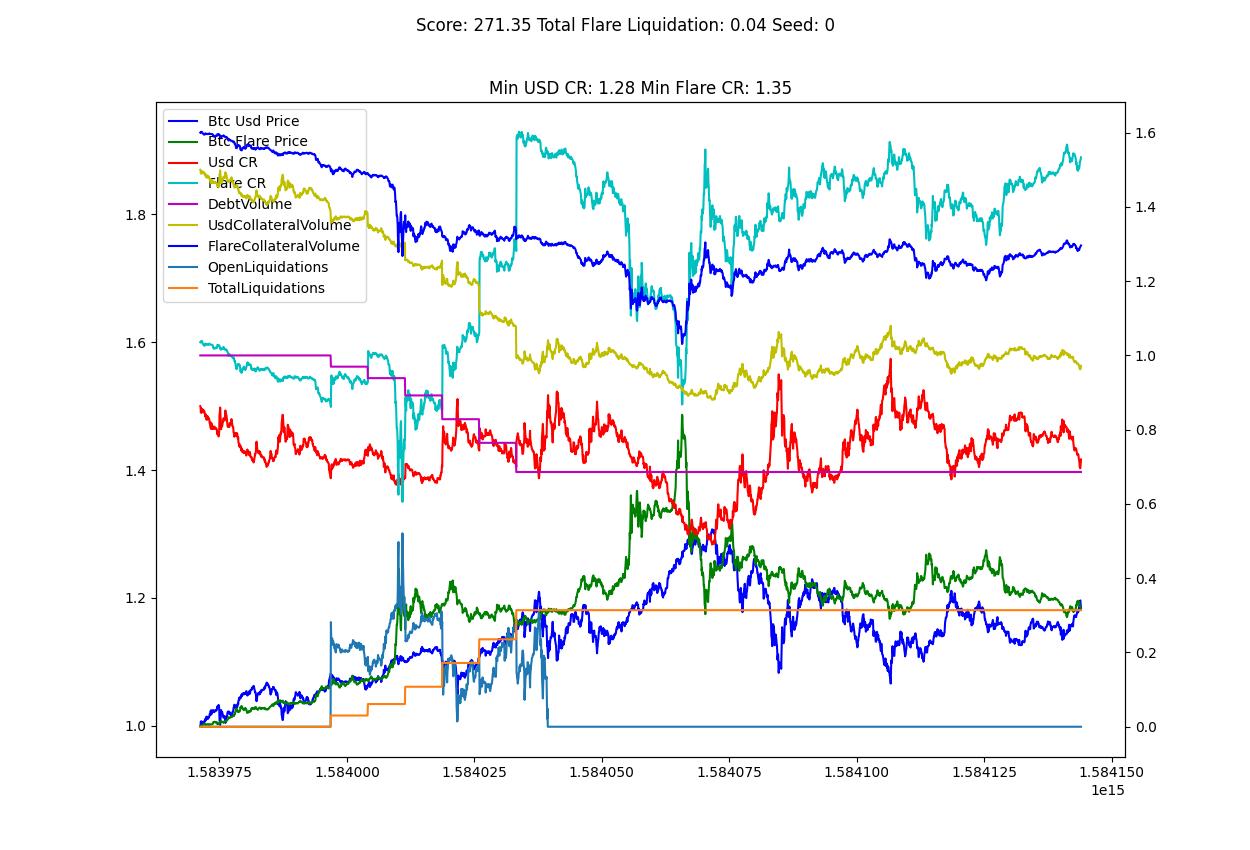 Score: 271.35 Total Flare Liquidation: 0.04 Seed: 0
Min USD CR: 1.28 Min Flare CR: 1.35
Btc Usd Price
Btc Flare Price
Usd CR
Flare CR
DebtVolume
UsdCollateralVolume
FlareCollateralVolume
OpenLiquidations
TotalLiquidations
1.8
1.6
1.4
1.2
1.0
1.6
1.4
1.2
1.0
0.8
0.6
0.4
0.2
0.0
1.583975
1.584000
1.584025
1.584050
1.584075
1.584100
1.584125
1.584150
1e15